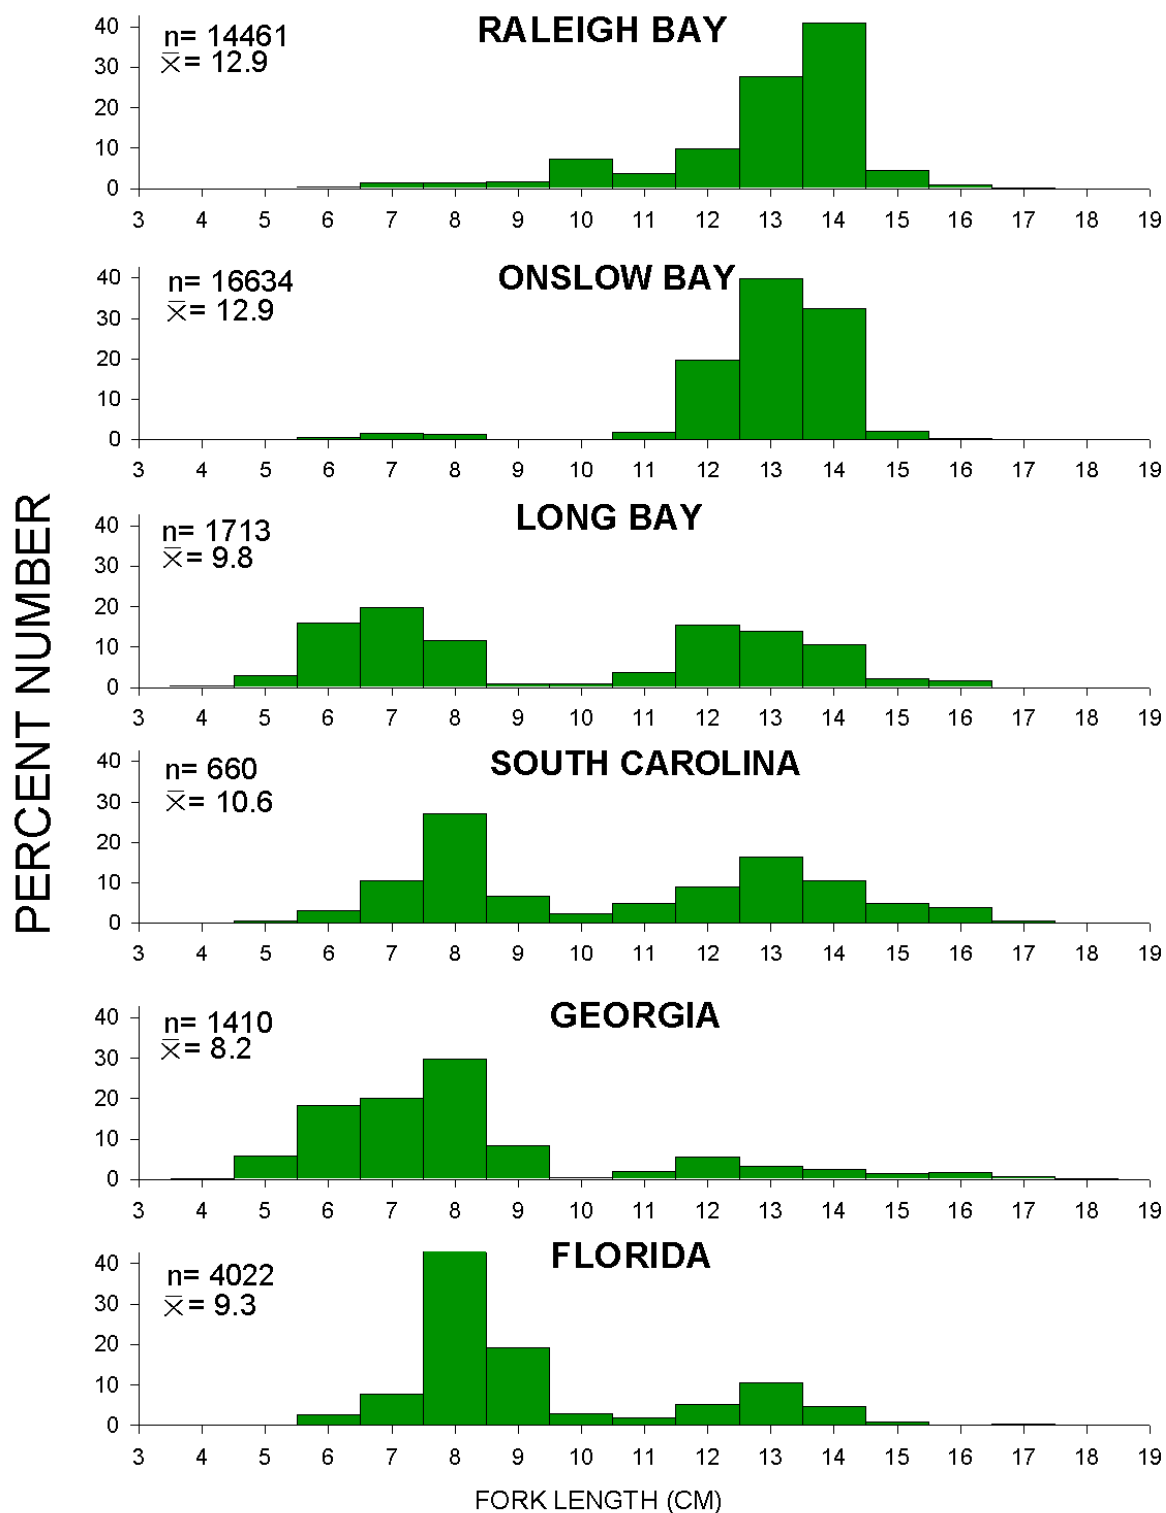 PERCENT NUMBER
RALEIGH BAY
n= 14461
x̅= 12.9
40
30
20
10
0
3 4 5 6 7 8 9 10 11 12 13 14 15 16 17 18 19
ONSLOW BAY
n= 16634
x̅= 12.9
40
30
20
10
0
3 4 5 6 7 8 9 10 11 12 13 14 15 16 17 18 19
LONG BAY
n= 1713
x̅= 9.8
40
30
20
10
0
3 4 5 6 7 8 9 10 11 12 13 14 15 16 17 18 19
SOUTH CAROLINA
n= 660
x̅= 10.6
40
30
20
10
0
3 4 5 6 7 8 9 10 11 12 13 14 15 16 17 18 19
GEORGIA
n= 1410
x̅= 8.2
40
30
20
10
0
3 4 5 6 7 8 9 10 11 12 13 14 15 16 17 18 19
FLORIDA
n= 4022
x̅= 9.3
40
30
20
10
0
3 4 5 6 7 8 9 10 11 12 13 14 15 16 17 18 19
FORK LENGTH (CM)